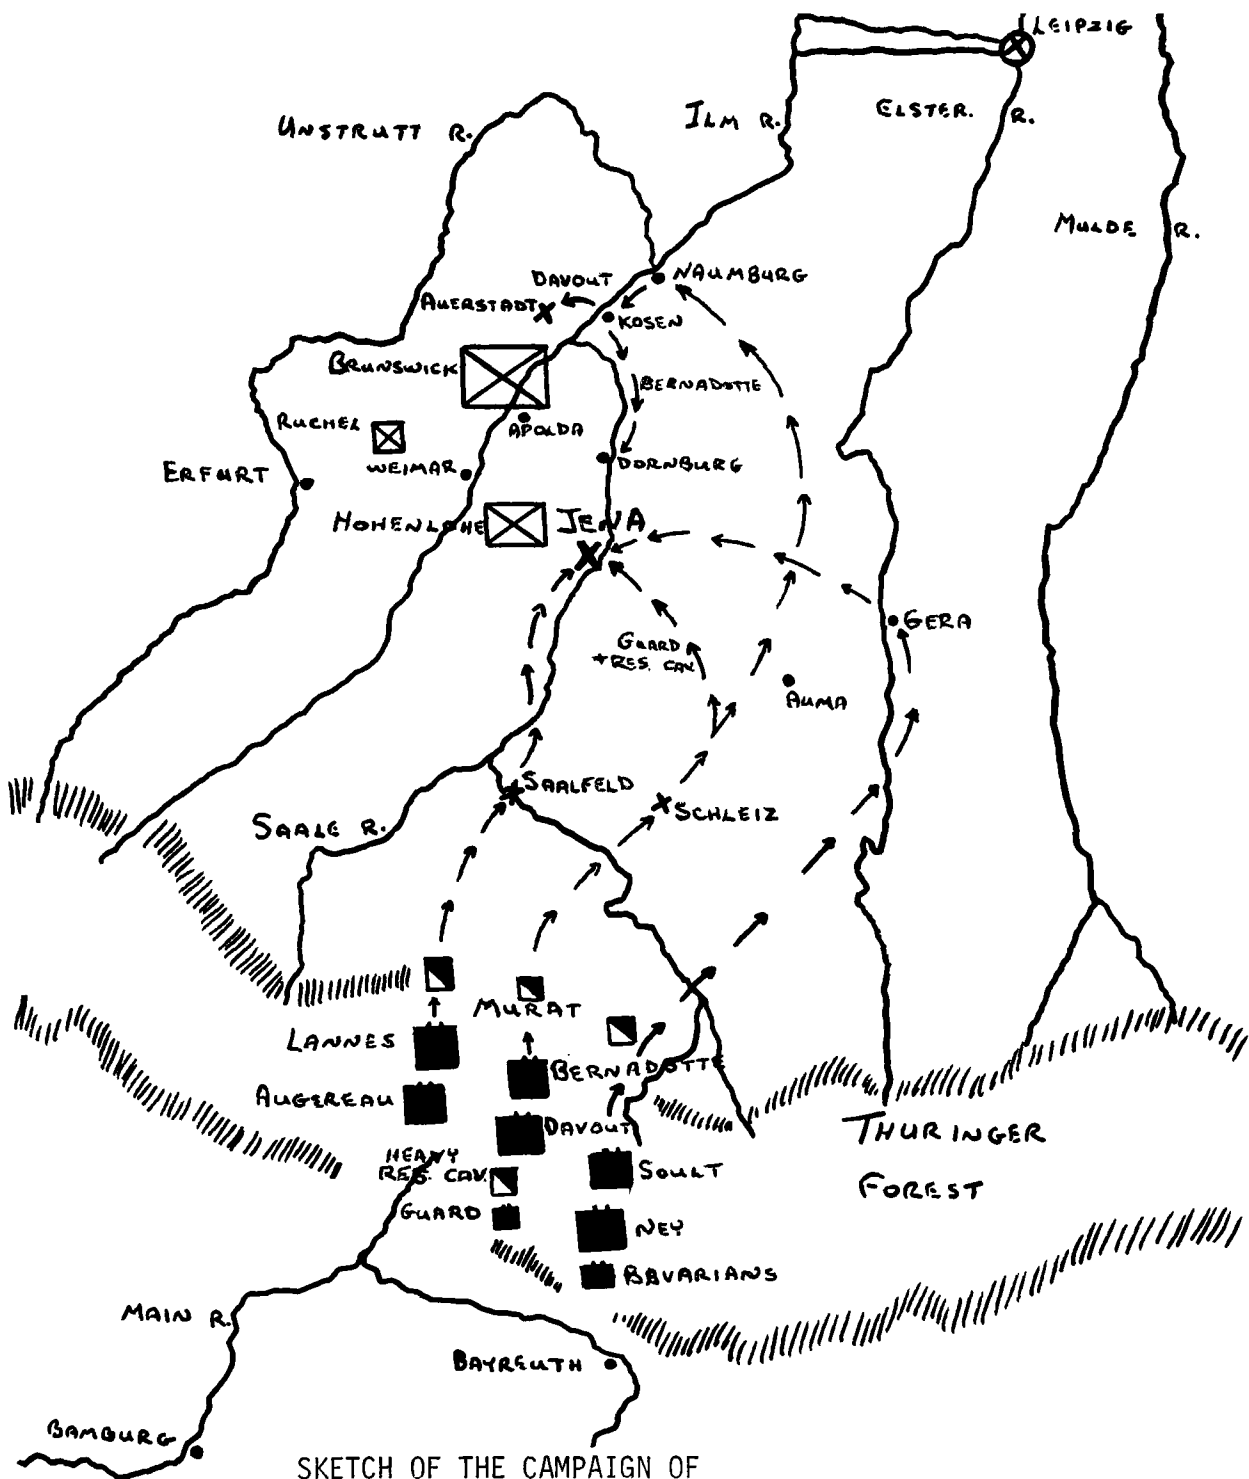 LEIPZIG
ILM R.
ELSTER. R.
UNSTRUTT R.
MULDE R.
DAVOUT
NAUMBURG
AUERSTADT
KOSEN
BRUNSWICK
BERNADOTTE
RUCHEL
APOLDA
WEIMAR
DORNBURG
ERFURT
HOHENLOHE
JENA
GERA
GUARD
+ RES. CAV.
AUMA
SAALFELD
SCHLEIZ
SAALE R.
MURAT
LANNES
BERNADOTTE
AUGEREAU
DAVOUT
THURINGER
FOREST
HEAVY
RES. CAV.
SOULT
GUARD
NEY
BAVARIANS
MAIN R.
BAYREUTH
BAMBURG
SKETCH OF THE CAMPAIGN OF